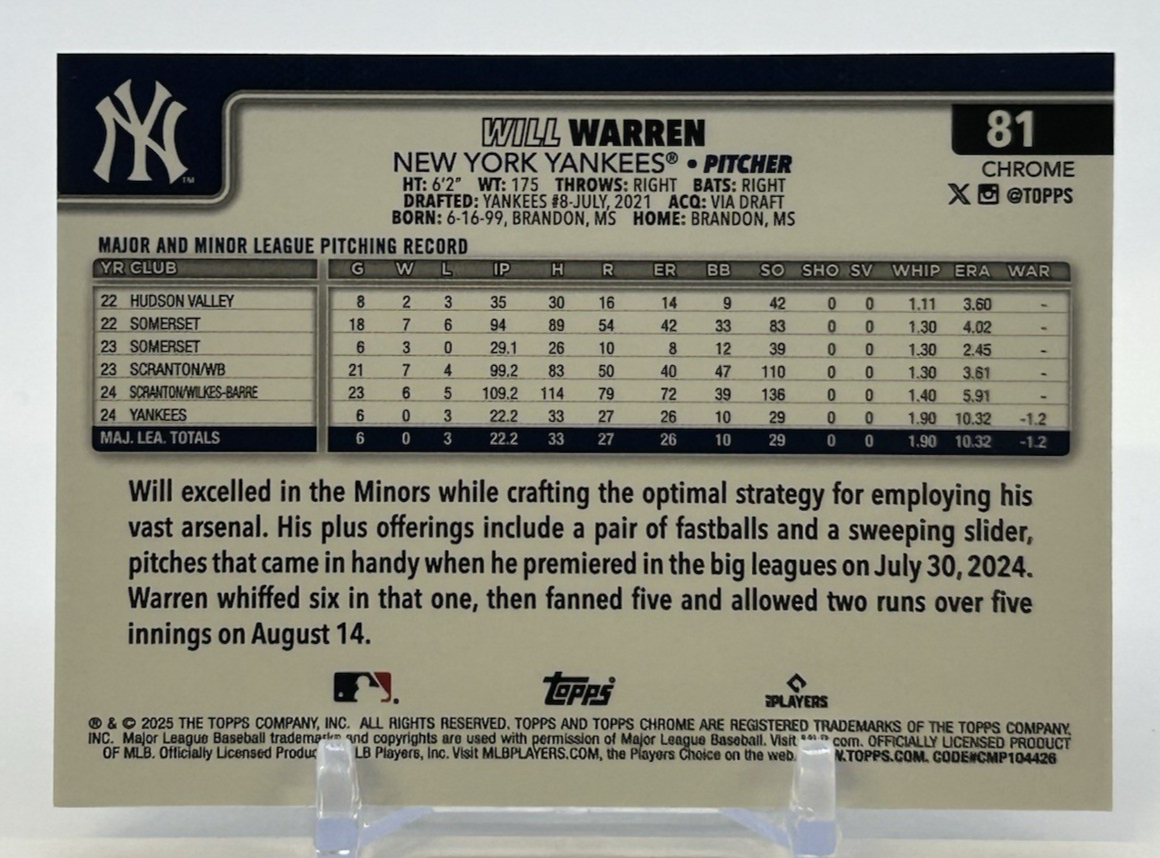 NY
TM
WILL WARREN
81
NEW YORK YANKEES® • PITCHER
CHROME
HT: 6'2" WT: 175 THROWS: RIGHT BATS: RIGHT
@TOPPS
DRAFTED: YANKEES #8-JULY, 2021 ACQ: VIA DRAFT
BORN: 6-16-99, BRANDON, MS HOME: BRANDON, MS
MAJOR AND MINOR LEAGUE PITCHING RECORD
YR CLUB G W L IP H R ER BB SO SHO SV WHIP ERA WAR
22 HUDSON VALLEY 8 2 3 35 30 16 14 9 42 0 0 1.11 3.60 -
22 SOMERSET 18 7 6 94 89 54 42 33 83 0 0 1.30 4.02 -
23 SOMERSET 6 3 0 29.1 26 10 8 12 39 0 0 1.30 2.45 -
23 SCRANTON/WB 21 7 4 99.2 83 50 40 47 110 0 0 1.30 3.61 -
24 SCRANTON/WILKES-BARRE 23 6 5 109.2 114 79 72 39 136 0 0 1.40 5.91 -
24 YANKEES 6 0 3 22.2 33 27 26 10 29 0 0 1.90 10.32 -1.2
MAJ. LEA. TOTALS 6 0 3 22.2 33 27 26 10 29 0 0 1.90 10.32 -1.2
Will excelled in the Minors while crafting the optimal strategy for employing his
vast arsenal. His plus offerings include a pair of fastballs and a sweeping slider,
pitches that came in handy when he premiered in the big leagues on July 30, 2024.
Warren whiffed six in that one, then fanned five and allowed two runs over five
innings on August 14.
Topps
PLAYERS
® & © 2025 THE TOPPS COMPANY, INC. ALL RIGHTS RESERVED. TOPPS AND TOPPS CHROME ARE REGISTERED TRADEMARKS OF THE TOPPS COMPANY,
INC. Major League Baseball trademarks and copyrights are used with permission of Major League Baseball. Visit .com. OFFICIALLY LICENSED PRODUCT
OF MLB. Officially Licensed Produc LB Players, Inc. Visit MLBPLAYERS.COM, the Players Choice on the web. W.TOPPS.COM. CODE#CMP104426